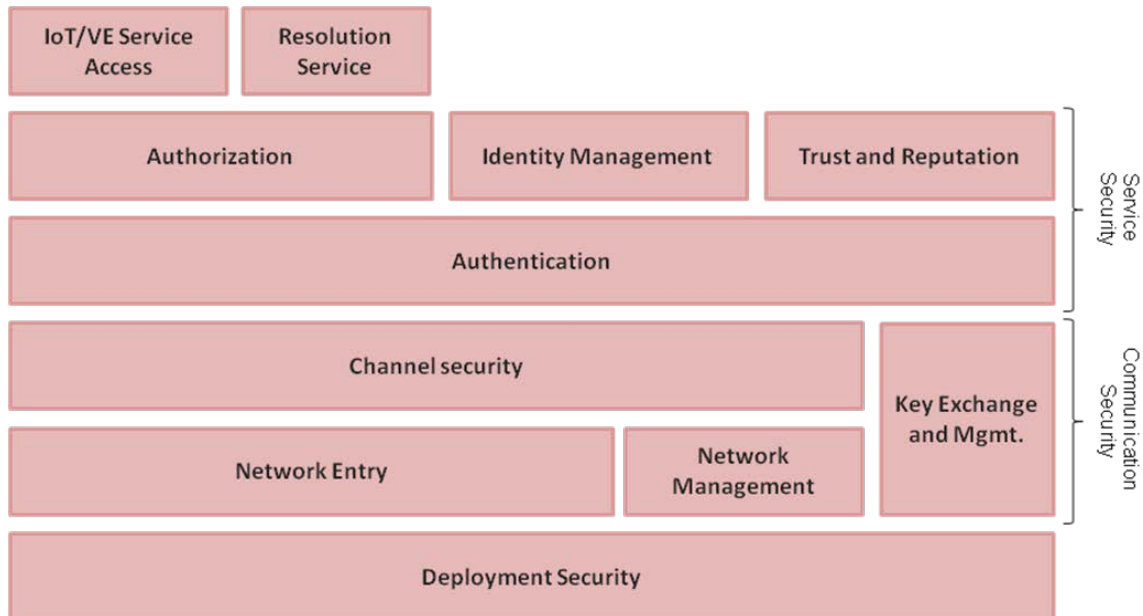 IoT/VE Service
Access
Resolution
Service
Authorization
Identity Management
Trust and Reputation
Service
Security
Authentication
Channel security
Key Exchange
and Mgmt.
Communication
Security
Network Entry
Network
Management
Deployment Security